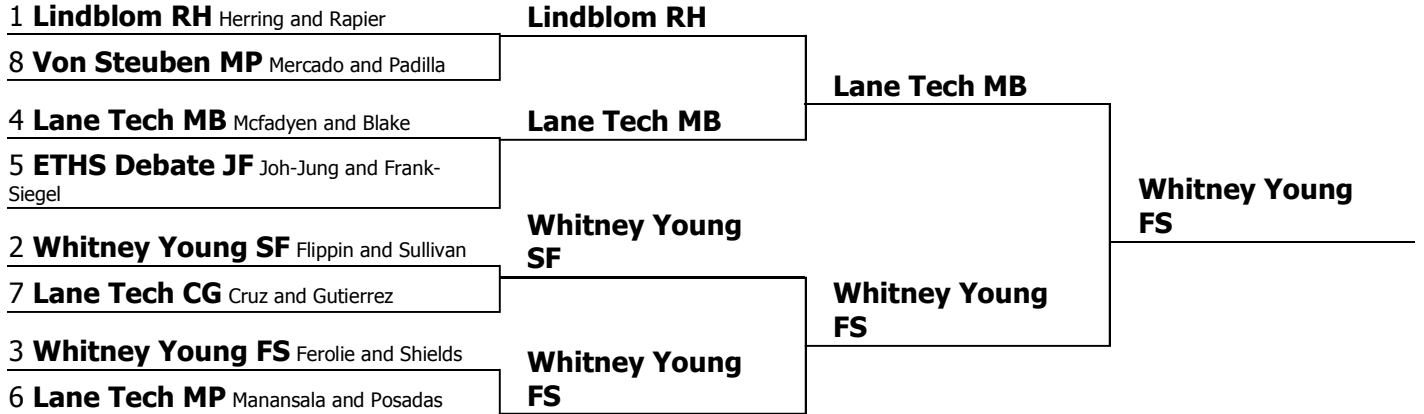 1 Lindblom RH Herring and Rapier
8 Von Steuben MP Mercado and Padilla
4 Lane Tech MB Mcfadyen and Blake
5 ETHS Debate JF Joh-Jung and Frank-
Siegel
2 Whitney Young SF Flippin and Sullivan
7 Lane Tech CG Cruz and Gutierrez
3 Whitney Young FS Ferolie and Shields
6 Lane Tech MP Manansala and Posadas
Lindblom RH
Lane Tech MB
Whitney Young
SF
Whitney Young
FS
Lane Tech MB
Whitney Young
FS
Whitney Young
FS